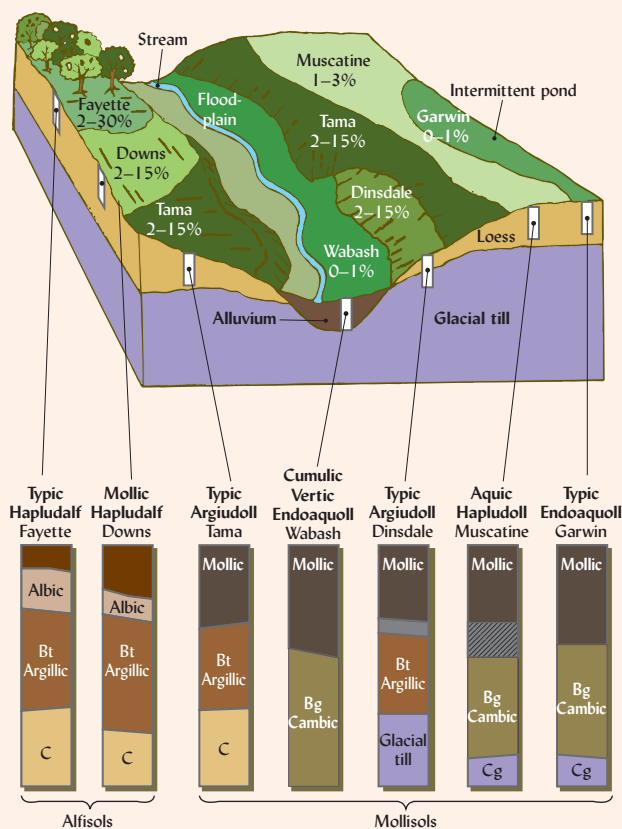 Stream
Muscatine
1–3%
Intermittent pond
Fayette
2–30%
Flood-
plain
Garwin
0–1%
Tama
2–15%
Downs
2–15%
Dinsdale
2–15%
Tama
2–15%
Loess
Wabash
0–1%
Alluvium
Glacial till
Typic
Hapludalf
Fayette
Mollic
Hapludalf
Downs
Typic
Argiudoll
Tama
Cumulic
Vertic
Endoaquoll
Wabash
Typic
Argiudoll
Dinsdale
Aquic
Hapludoll
Muscatine
Typic
Endoaquoll
Garwin
Albic
Bt
Argillic
C
Albic
Bt
Argillic
C
Mollic
Bt
Argillic
C
Mollic
Bg
Cambic
Mollic
Bt
Argillic
Glacial
till
Mollic
Bg
Cambic
Cg
Mollic
Bg
Cambic
Cg
Alfisols
Mollisols